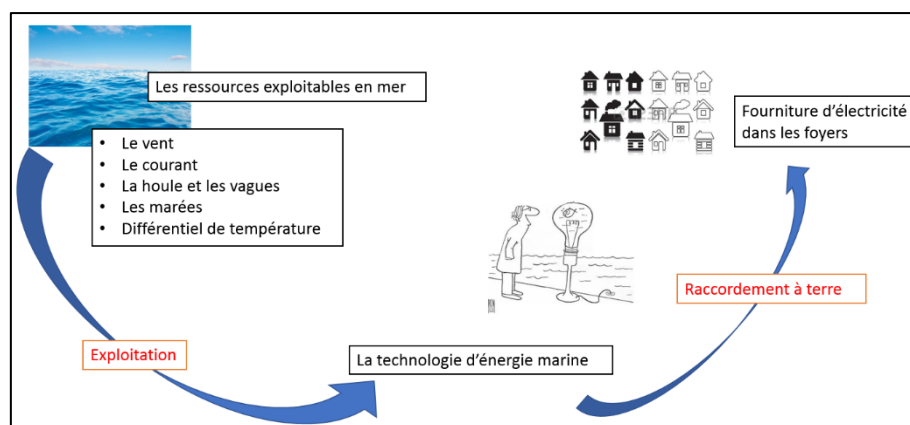 Les ressources exploitables en mer
• Le vent
• Le courant
• La houle et les vagues
• Les marées
• Différentiel de température
Fourniture d'électricité
dans les foyers
Raccordement à terre
Exploitation
La technologie d'énergie marine